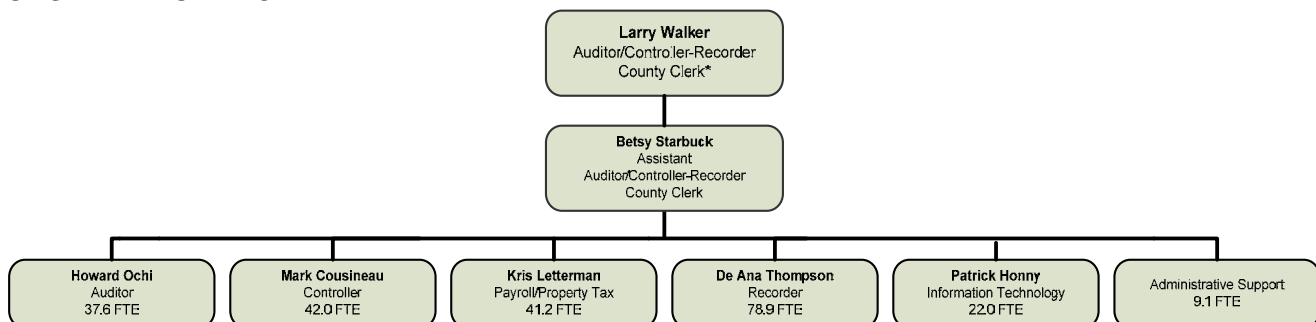 Larry Walker
Auditor/Controller-Recorder
County Clerk*
Betsy Starbuck
Assistant
Auditor/Controller-Recorder
County Clerk
Howard Ochi
Auditor
37.6 FTE
Mark Cousineau
Controller
42.0 FTE
Kris Letterman
Payroll/Property Tax
41.2 FTE
De Ana Thompson
Recorder
78.9 FTE
Patrick Honny
Information Technology
22.0 FTE
Administrative Support
9.1 FTE